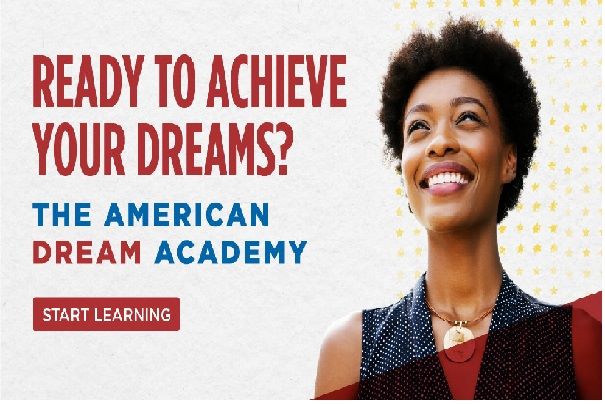 READY TO ACHIEVE
YOUR DREAMS?
THE AMERICAN
DREAM ACADEMY
START LEARNING